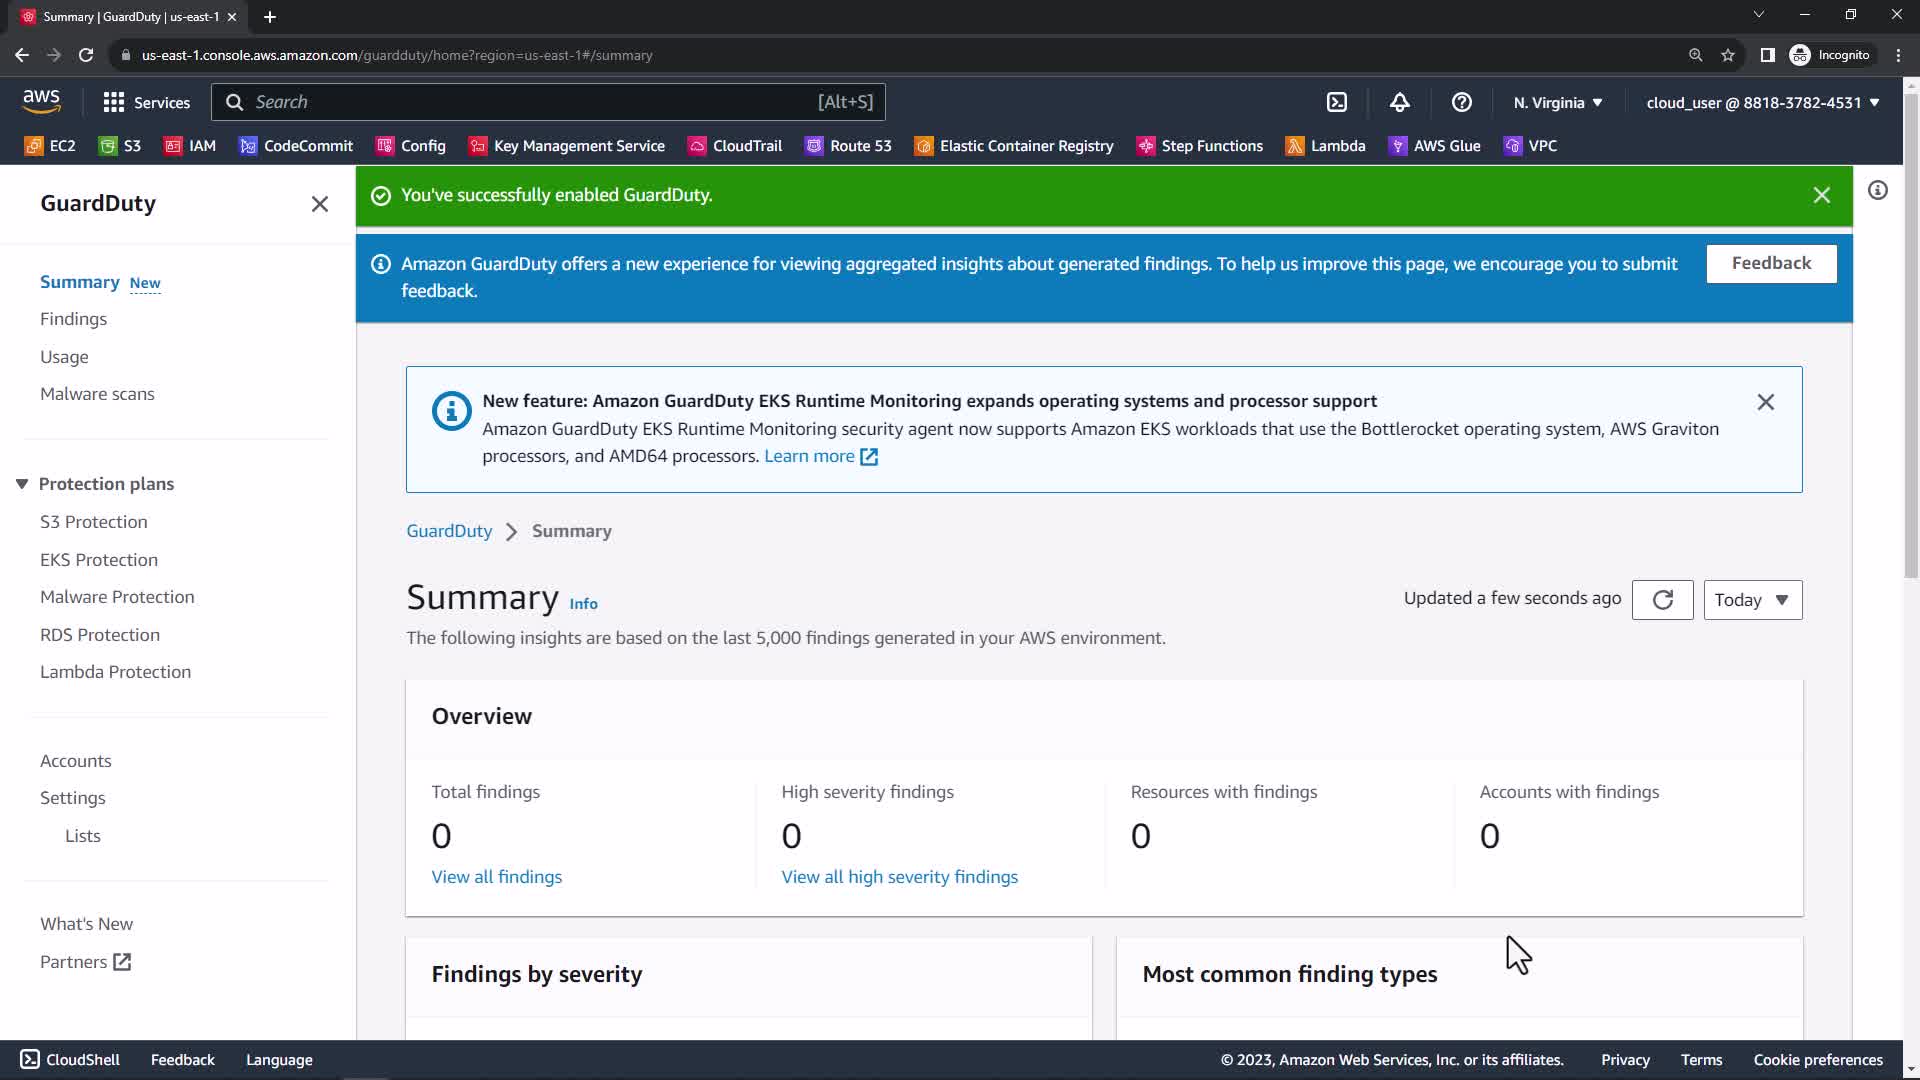 Summary | GuardDuty | us-east-1
us-east-1.console.aws.amazon.com/guardduty/home?region=us-east-1#/summary
Incognito
aws
Services
Search
[Alt+S]
N. Virginia
cloud_user @ 8818-3782-4531
EC2
S3
IAM
CodeCommit
Config
Key Management Service
CloudTrail
Route 53
Elastic Container Registry
Step Functions
Lambda
AWS Glue
VPC
GuardDuty
Summary New
Findings
Usage
Malware scans
Protection plans
S3 Protection
EKS Protection
Malware Protection
RDS Protection
Lambda Protection
Accounts
Settings
Lists
What's New
Partners
You've successfully enabled GuardDuty.
Amazon GuardDuty offers a new experience for viewing aggregated insights about generated findings. To help us improve this page, we encourage you to submit
feedback.
Feedback
New feature: Amazon GuardDuty EKS Runtime Monitoring expands operating systems and processor support
Amazon GuardDuty EKS Runtime Monitoring security agent now supports Amazon EKS workloads that use the Bottlerocket operating system, AWS Graviton
processors, and AMD64 processors. Learn more
GuardDuty > Summary
Summary Info
Updated a few seconds ago
Today
The following insights are based on the last 5,000 findings generated in your AWS environment.
Overview
Total findings
0
View all findings
High severity findings
0
View all high severity findings
Resources with findings
0
Accounts with findings
0
Findings by severity
Most common finding types
CloudShell
Feedback
Language
© 2023, Amazon Web Services, Inc. or its affiliates.
Privacy
Terms
Cookie preferences